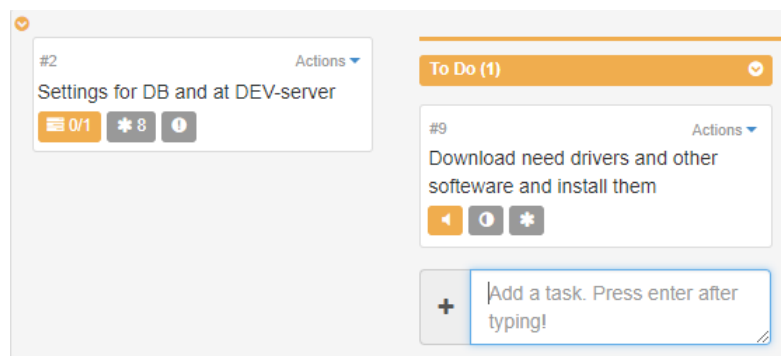 #2 Actions
Settings for DB and at DEV-server
0/1 8
To Do (1)
#9 Actions
Download need drivers and other
softeware and install them
Add a task. Press enter after
typing!